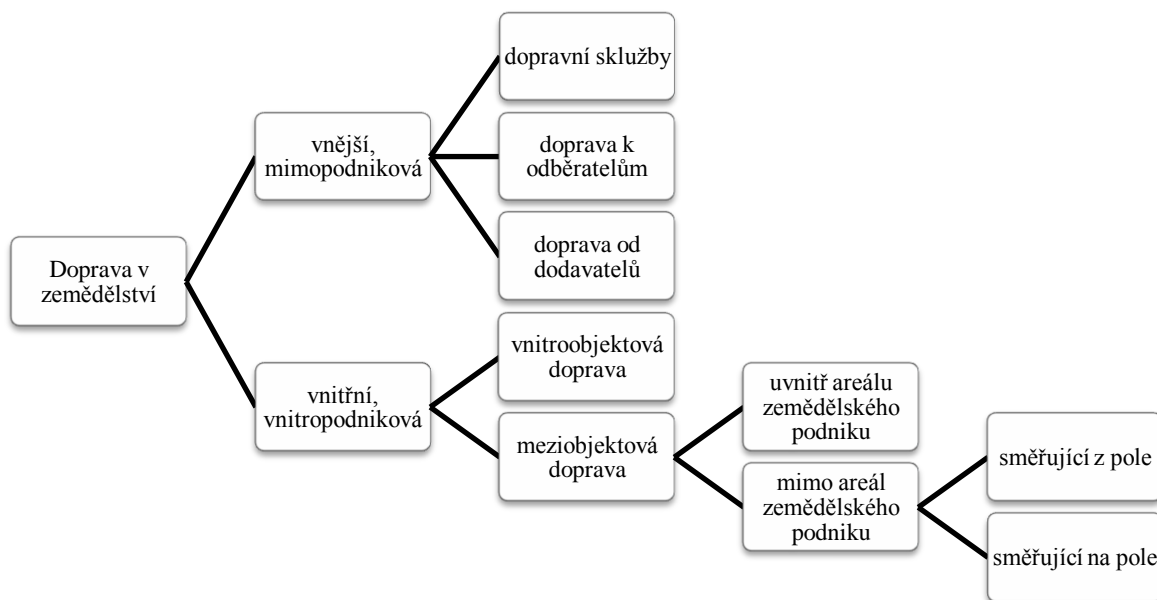 dopravní sklužby
vnější,
mimopodniková
doprava k
odběratelům
doprava od
dodavatelů
Doprava v
zemědělství
vnitřní,
vnitropodniková
vnitroobjektová
doprava
meziobjektová
doprava
uvnitř areálu
zemědělského
podniku
mimo areál
zemědělského
podniku
směřující z pole
směřující na pole